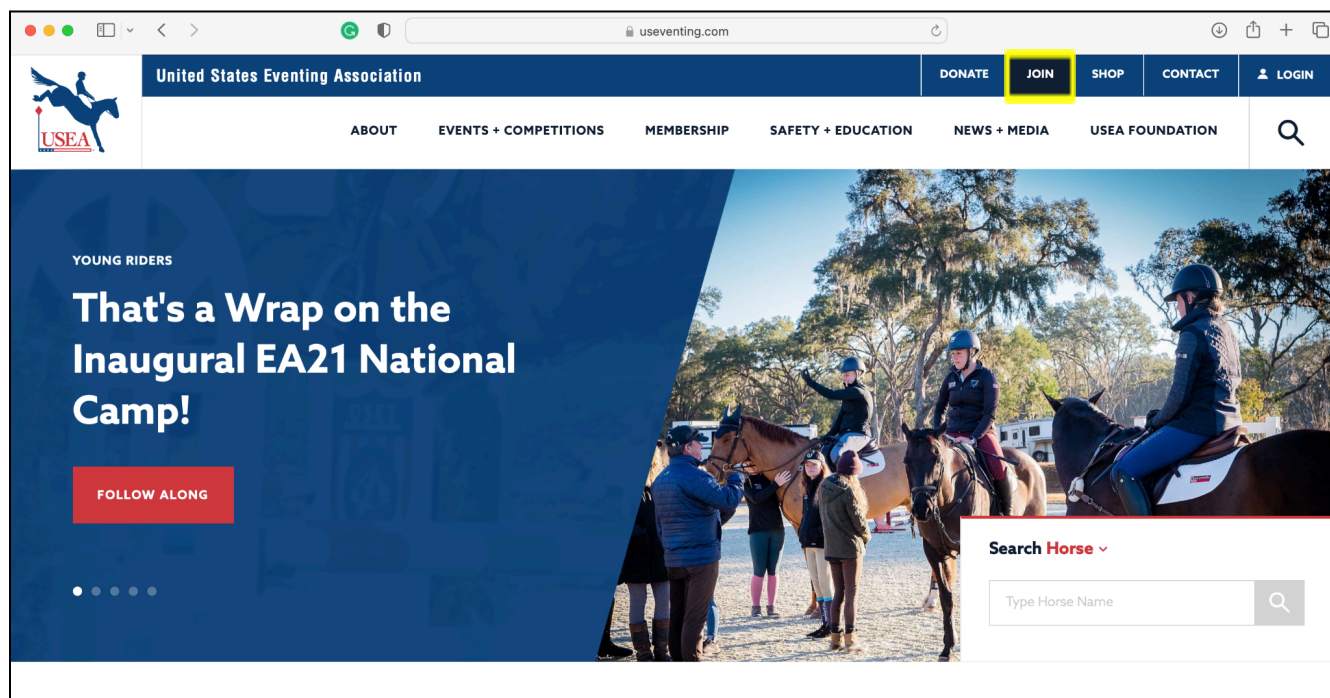 useventing.com
United States Eventing Association
DONATE JOIN SHOP CONTACT LOGIN
USEA
ABOUT EVENTS + COMPETITIONS MEMBERSHIP SAFETY + EDUCATION NEWS + MEDIA USEA FOUNDATION
YOUNG RIDERS
That's a Wrap on the
Inaugural EA21 National
Camp!
FOLLOW ALONG
Search Horse
Type Horse Name